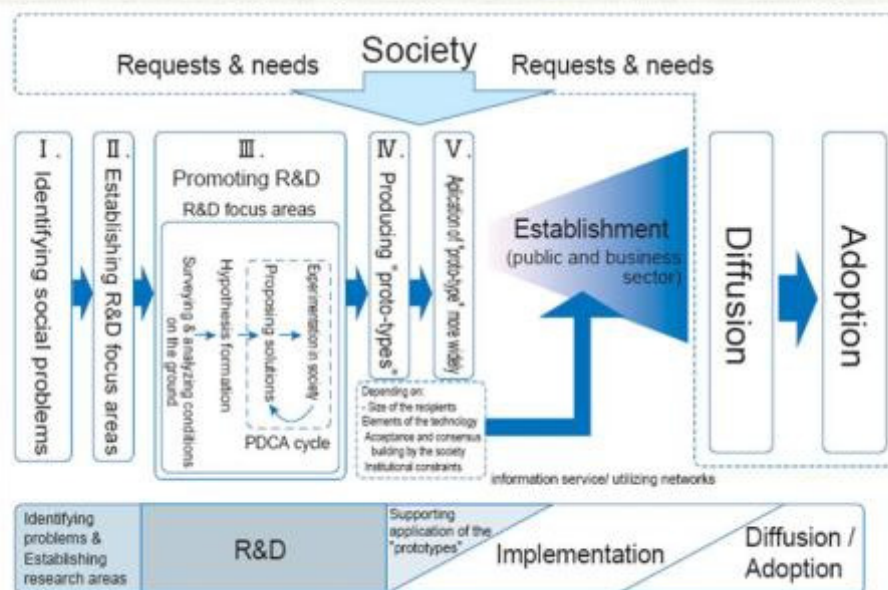 Society
Requests & needs
Requests & needs
I.
Identifying social problems
II.
Establishing R&D focus areas
III.
Promoting R&D
R&D focus areas
Surveying & analyzing conditions
on the ground
Hypothesis formation
Proposing solutions
Experimentation in society
PDCA cycle
IV.
Producing "proto-types"
V.
Aplication of "proto-type" more widely
Depending on:
- Size of the recipients
Elements of the technology
Acceptance and consensus
building by the society
Institutional constraints
Establishment
(public and business
sector)
information service/ utilizing networks
Diffusion
Adoption
Identifying
problems &
Establishing
research areas
R&D
Supporting
application of the
"prototypes"
Implementation
Diffusion /
Adoption